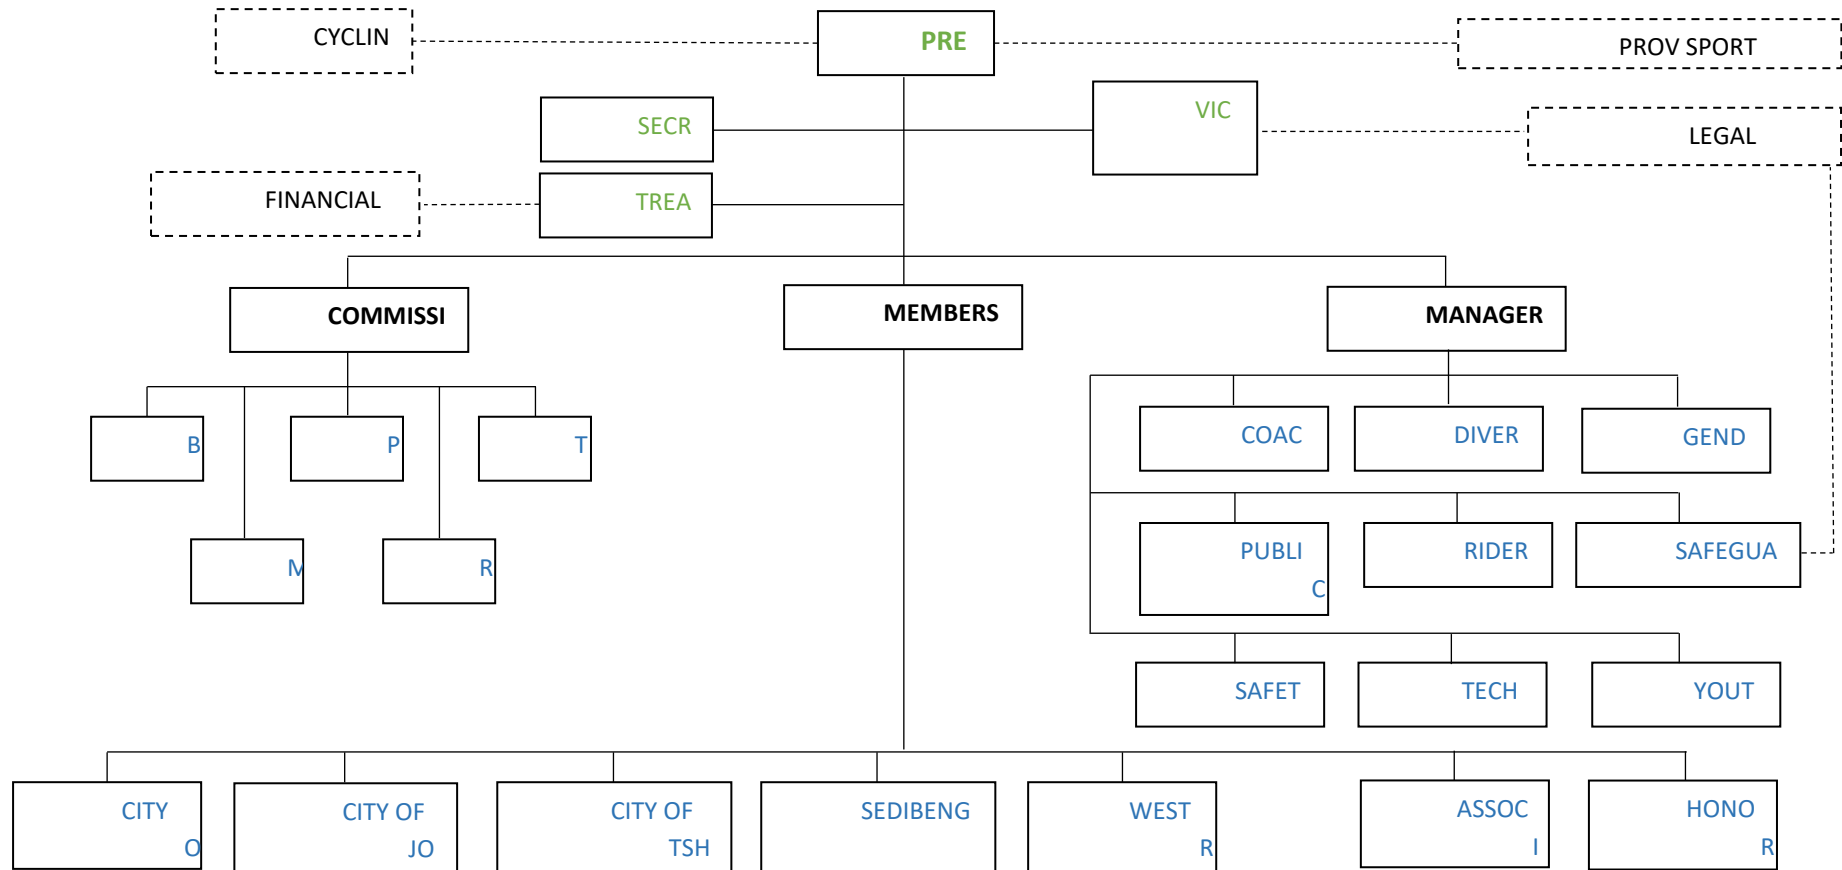 CYCLIN
PRE
PROV SPORT
SECR
VIC
LEGAL
FINANCIAL
TREA
COMMISSI
MEMBERS
MANAGER
B
P
T
COAC
DIVER
GEND
M
R
PUBLI
C
RIDER
SAFEGUA
SAFET
TECH
YOUT
CITY
O
CITY OF
JO
CITY OF
TSH
SEDIBENG
WEST
R
ASSOC
I
HONO
R